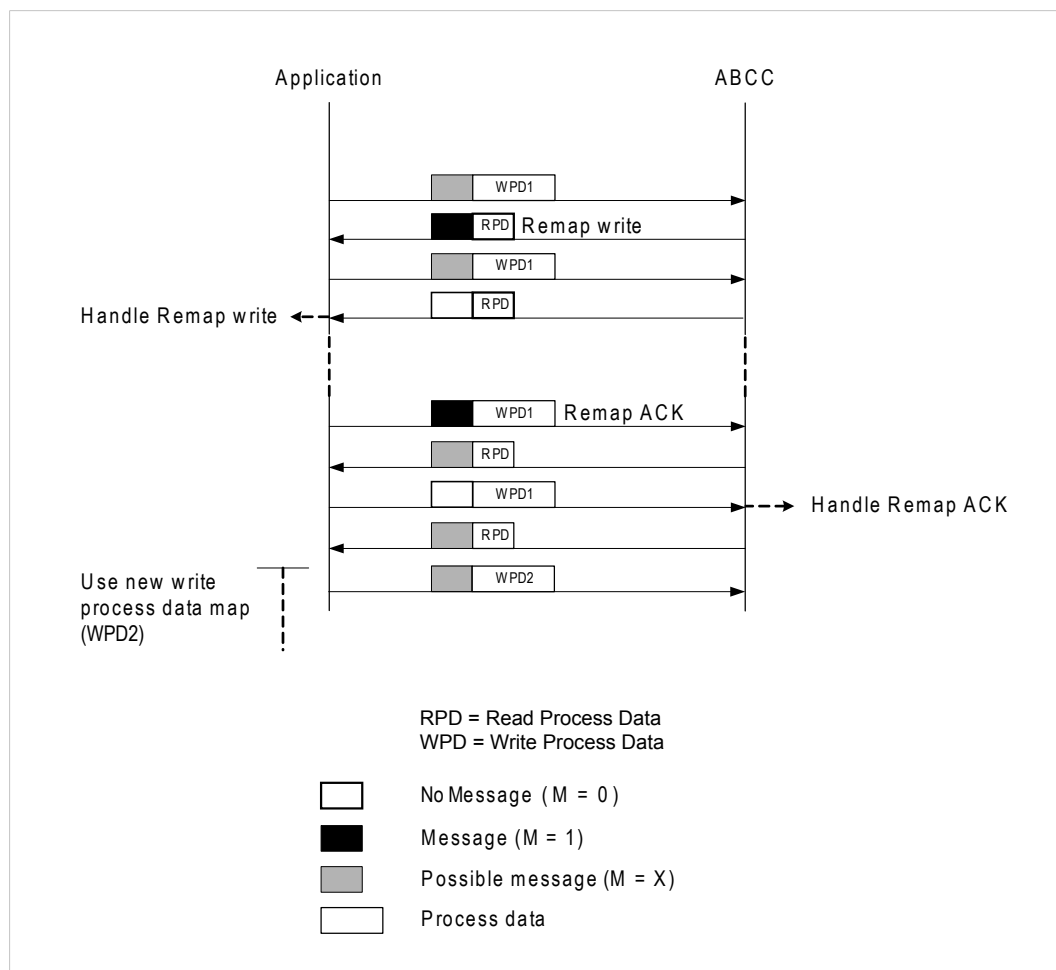 Application
ABCC
WPD1
RPD Remap write
WPD1
RPD
Handle Remap write
WPD1 Remap ACK
RPD
WPD1
Handle Remap ACK
RPD
WPD2
Use new write
process data map
(WPD2)
RPD = Read Process Data
WPD = Write Process Data
No Message (M = 0)
Message (M = 1)
Possible message (M = X)
Process data